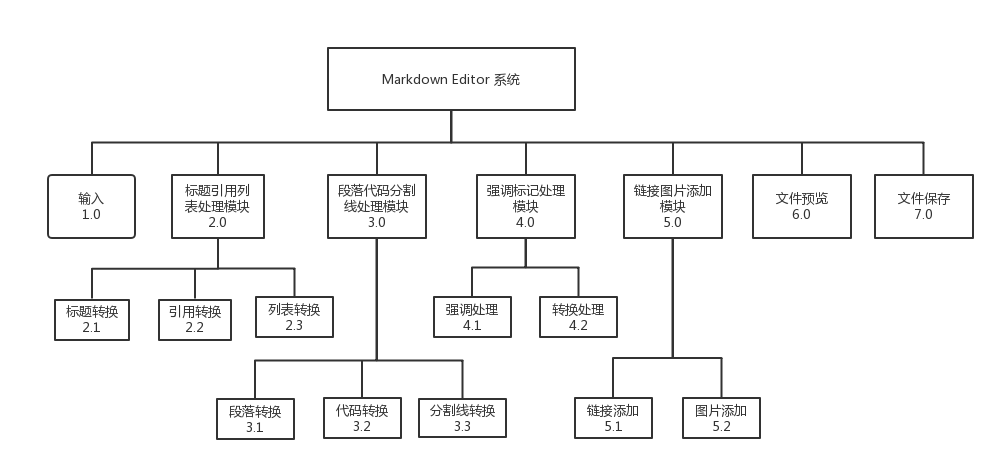 Markdown Editor 系统
输入
1.0
标题引用列
表处理模块
2.0
段落代码分割
线处理模块
3.0
强调标记处理
模块
4.0
链接图片添加
模块
5.0
文件预览
6.0
文件保存
7.0
标题转换
2.1
引用转换
2.2
列表转换
2.3
强调处理
4.1
转换处理
4.2
段落转换
3.1
代码转换
3.2
分割线转换
3.3
链接添加
5.1
图片添加
5.2